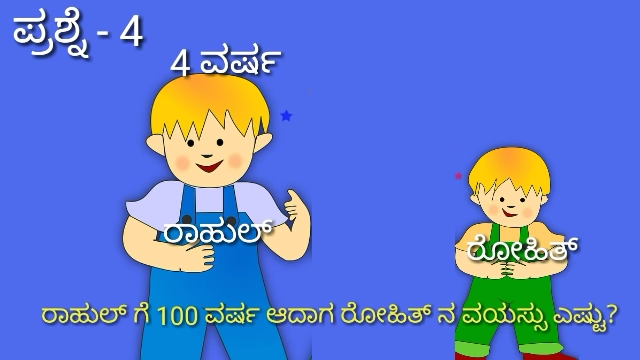 ಪ್ರಶ್ನೆ - 4
4 ವರ್ಷ
ರಾಹುಲ್
ರೋಹಿತ್
ರಾಹುಲ್ ಗೆ 100 ವರ್ಷ ಆದಾಗ ರೋಹಿತ್ ನ ವಯಸ್ಸು ಎಷ್ಟು?